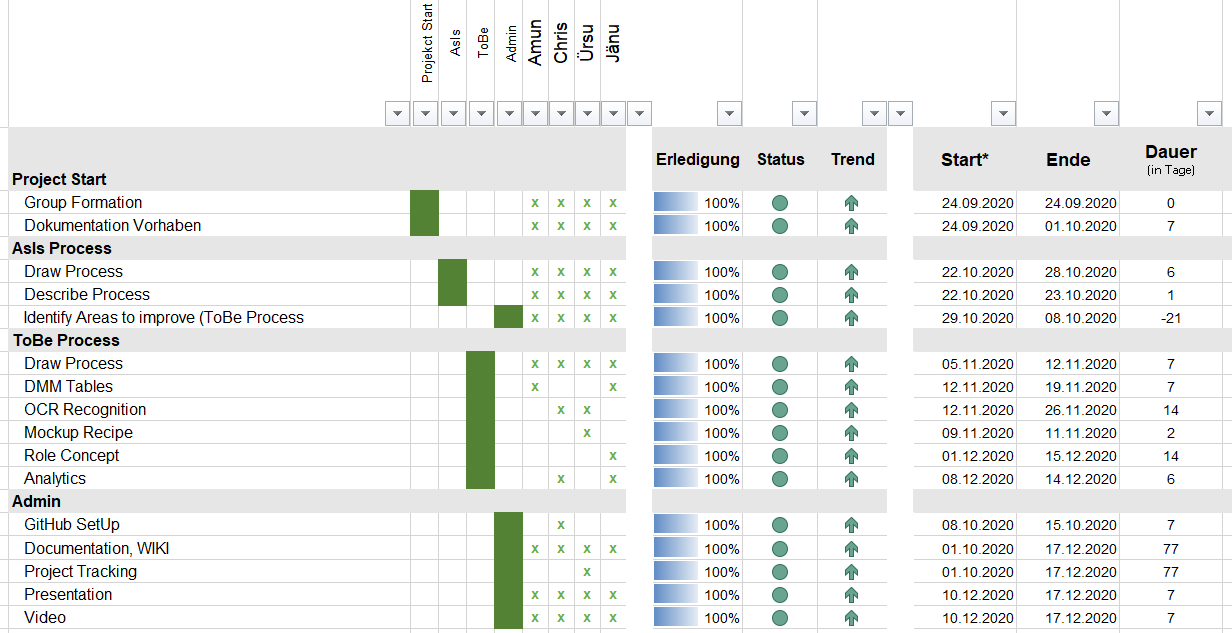 Projekct Start AsIs ToBe Admin Amun Chris Ürsu Jänu
Project Start Erledigung Status Trend Start* Ende Dauer (in Tage)
Group Formation x x x x 100% 24.09.2020 24.09.2020 0
Dokumentation Vorhaben x x x x 100% 24.09.2020 01.10.2020 7
AsIs Process
Draw Process x x x x 100% 22.10.2020 28.10.2020 6
Describe Process x x x x 100% 22.10.2020 23.10.2020 1
Identify Areas to improve (ToBe Process x x x x 100% 29.10.2020 08.10.2020 -21
ToBe Process
Draw Process x x x x 100% 05.11.2020 12.11.2020 7
DMM Tables x x 100% 12.11.2020 19.11.2020 7
OCR Recognition x x 100% 12.11.2020 26.11.2020 14
Mockup Recipe x 100% 09.11.2020 11.11.2020 2
Role Concept x 100% 01.12.2020 15.12.2020 14
Analytics x x 100% 08.12.2020 14.12.2020 6
Admin
GitHub SetUp x 100% 08.10.2020 15.10.2020 7
Documentation, WIKI x x x x 100% 01.10.2020 17.12.2020 77
Project Tracking x 100% 01.10.2020 17.12.2020 77
Presentation x x x x 100% 10.12.2020 17.12.2020 7
Video x x x x 100% 10.12.2020 17.12.2020 7